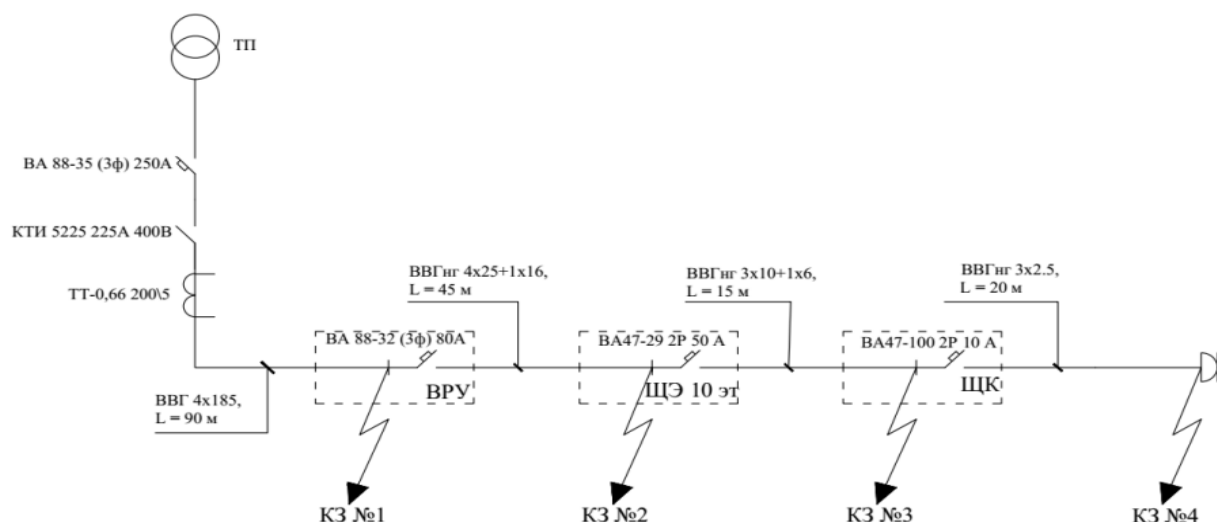 ТП
ВА 88-35 (3ф) 250А
КТИ 5225 225А 400В
ТТ-0,66 200\5
ВВГнг 4х25+1х16,
L = 45 м
ВВГнг 3х10+1х6,
L = 15 м
ВВГнг 3х2.5,
L = 20 м
ВА 88-32 (3ф) 80А
ВРУ
ВА47-29 2Р 50 А
ЩЭ 10 эт
ВА47-100 2Р 10 А
ЩК
ВВГ 4х185,
L = 90 м
КЗ №1
КЗ №2
КЗ №3
КЗ №4